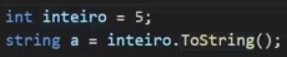 int inteiro = 5;
string a = inteiro.ToString();